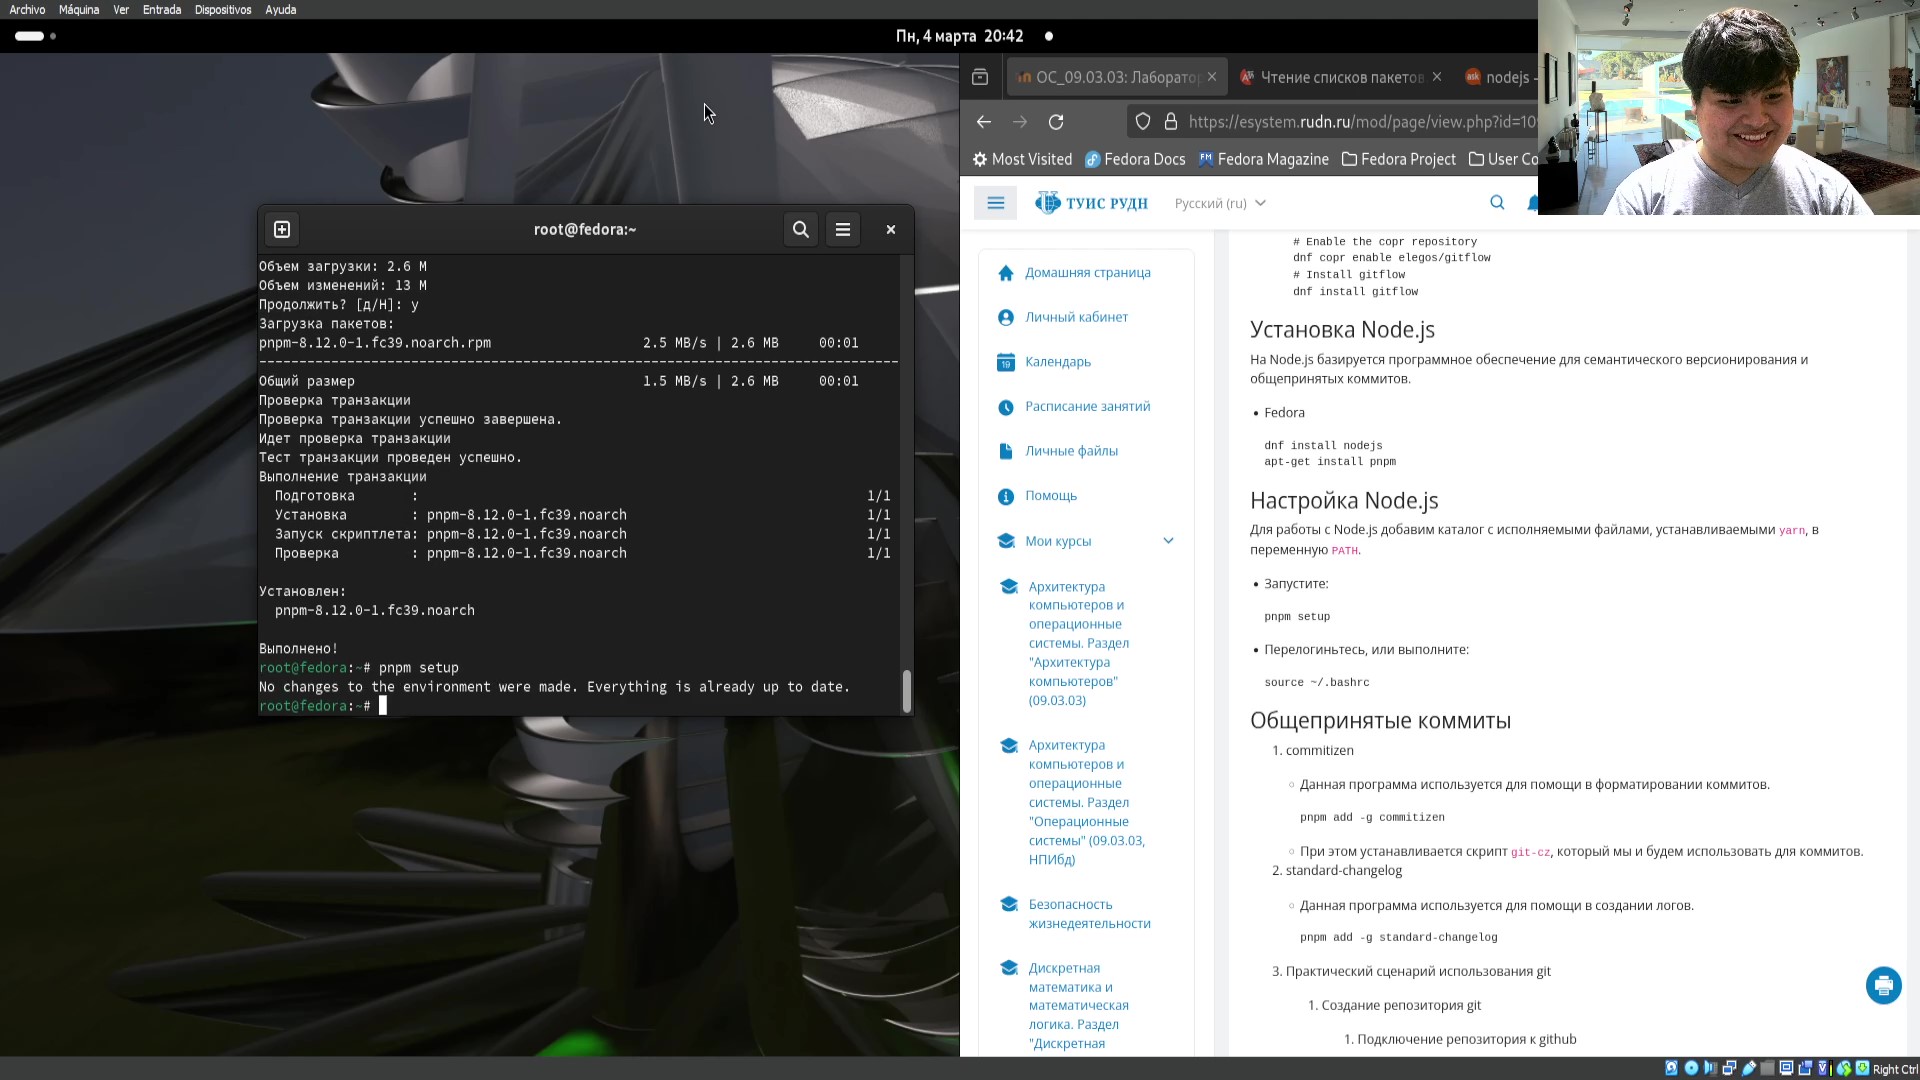 Archivo Máquina Ver Entrada Dispositivos Ayuda
Пн, 4 марта 20:42
root@fedora:~
Объем загрузки: 2.6 M
Объем изменений: 13 M
Продолжить? [д/Н]: y
Загрузка пакетов:
pnpm-8.12.0-1.fc39.noarch.rpm 2.5 MB/s | 2.6 MB 00:01
--------------------------------------------------------------------------------
Общий размер 1.5 MB/s | 2.6 MB 00:01
Проверка транзакции
Проверка транзакции успешно завершена.
Идет проверка транзакции
Тест транзакции проведен успешно.
Выполнение транзакции
Подготовка : 1/1
Установка : pnpm-8.12.0-1.fc39.noarch 1/1
Запуск скриптлета: pnpm-8.12.0-1.fc39.noarch 1/1
Проверка : pnpm-8.12.0-1.fc39.noarch 1/1
Установлен:
pnpm-8.12.0-1.fc39.noarch
Выполнено!
root@fedora:~# pnpm setup
No changes to the environment were made. Everything is already up to date.
root@fedora:~#
ОС_09.03.03: Лаборатор Чтение списков пакетов nodejs -
https://esystem.rudn.ru/mod/page/view.php?id=10
Most Visited Fedora Docs Fedora Magazine Fedora Project User Co
ТУИС РУДН Русский (ru)
Домашняя страница
Личный кабинет
Календарь
Расписание занятий
Личные файлы
Помощь
Мои курсы
Архитектура
компьютеров и
операционные
системы. Раздел
"Архитектура
компьютеров"
(09.03.03)
Архитектура
компьютеров и
операционные
системы. Раздел
"Операционные
системы" (09.03.03,
НПИбд)
Безопасность
жизнедеятельности
Дискретная
математика и
математическая
логика. Раздел
"Дискретная
# Enable the copr repository
dnf copr enable elegos/gitflow
# Install gitflow
dnf install gitflow
Установка Node.js
На Node.js базируется программное обеспечение для семантического версионирования и
общепринятых коммитов.
• Fedora
dnf install nodejs
apt-get install pnpm
Настройка Node.js
Для работы с Node.js добавим каталог с исполняемыми файлами, устанавливаемыми yarn, в
переменную PATH.
• Запустите:
pnpm setup
• Перелогиньтесь, или выполните:
source ~/.bashrc
Общепринятые коммиты
1. commitizen
◦ Данная программа используется для помощи в форматировании коммитов.
pnpm add -g commitizen
◦ При этом устанавливается скрипт git-cz, который мы и будем использовать для коммитов.
2. standard-changelog
◦ Данная программа используется для помощи в создании логов.
pnpm add -g standard-changelog
3. Практический сценарий использования git
1. Создание репозитория git
1. Подключение репозитория к github
Right Ctrl